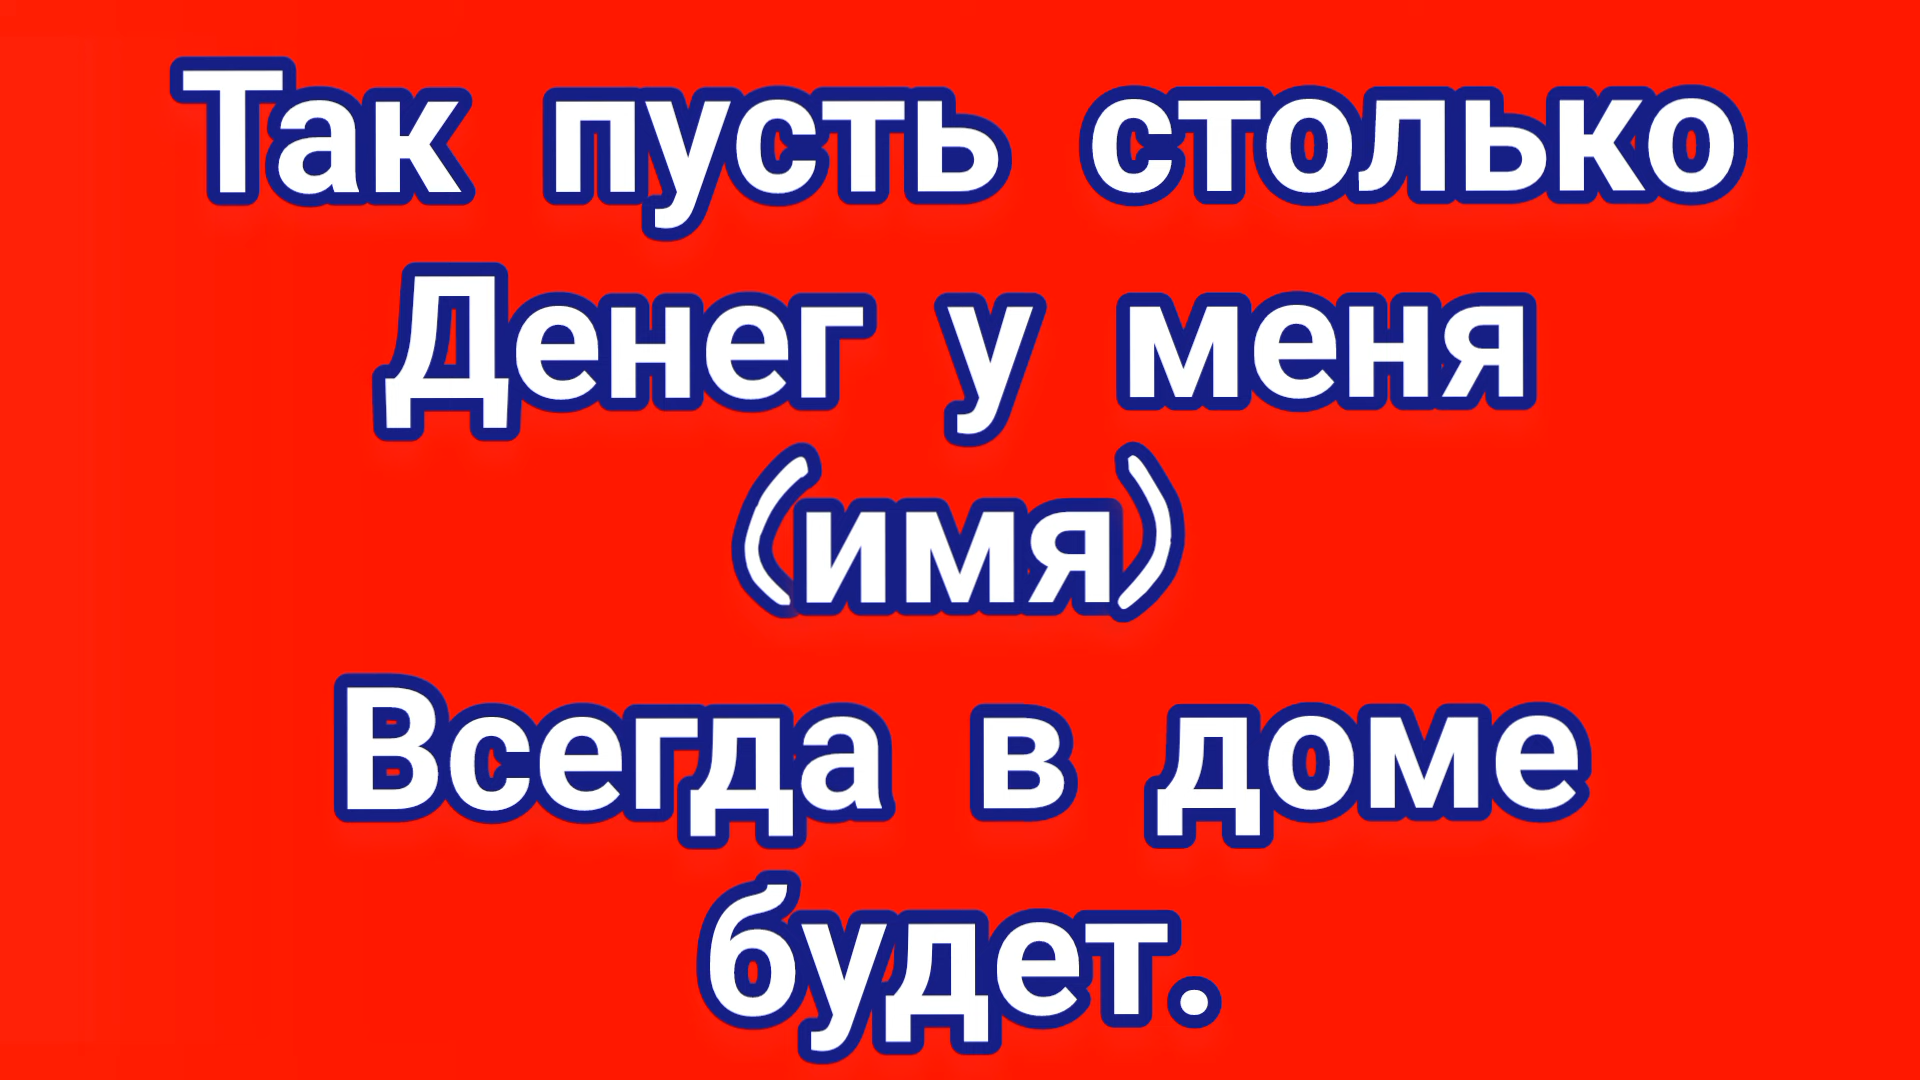 Так пусть столько
Денег у меня
(имя)
Всегда в доме
будет.